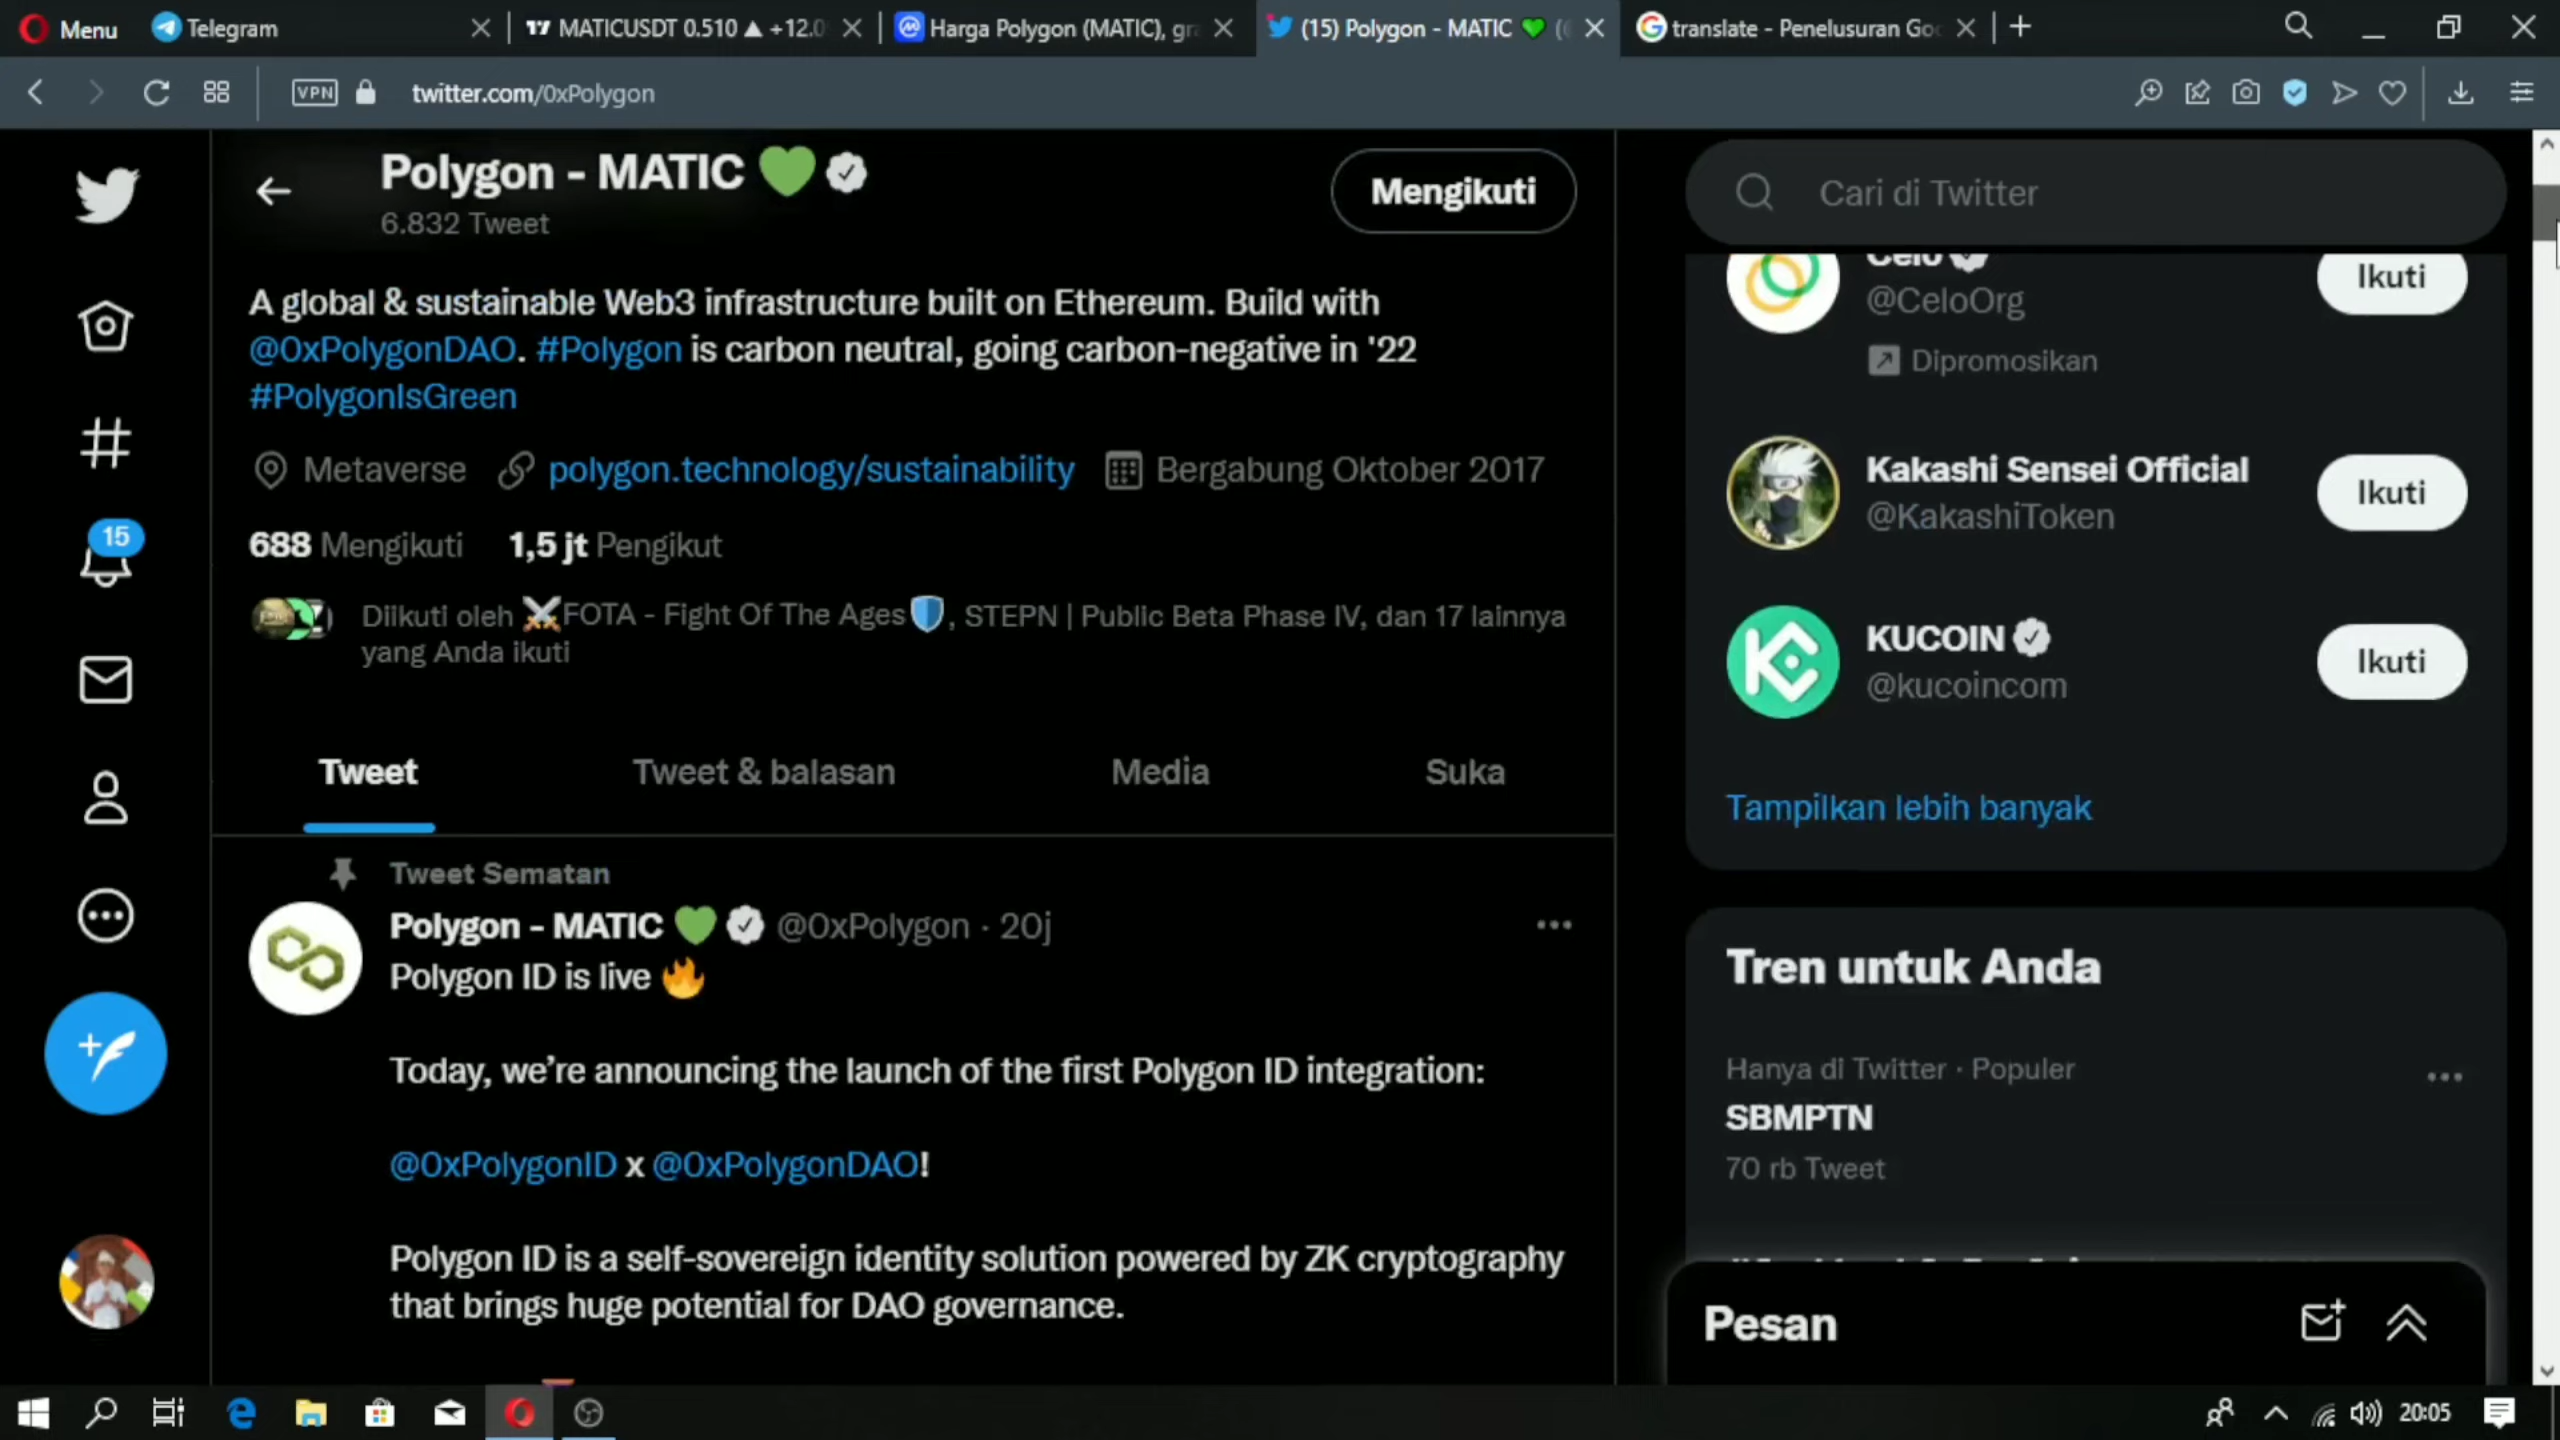 Menu
Telegram
MATICUSDT 0.510 ▲ +12.0
Harga Polygon (MATIC), gr
(15) Polygon - MATIC 💚 (
translate - Penelusuran Goo
VPN
twitter.com/0xPolygon
Polygon - MATIC 💚
6.832 Tweet
Mengikuti
A global & sustainable Web3 infrastructure built on Ethereum. Build with
@0xPolygonDAO. #Polygon is carbon neutral, going carbon-negative in '22
#PolygonIsGreen
Metaverse polygon.technology/sustainability Bergabung Oktober 2017
688 Mengikuti 1,5 jt Pengikut
Diikuti oleh ⚔️FOTA - Fight Of The Ages🛡️, STEPN | Public Beta Phase IV, dan 17 lainnya
yang Anda ikuti
Tweet
Tweet & balasan
Media
Suka
Tweet Sematan
Polygon - MATIC 💚 @0xPolygon · 20j
Polygon ID is live 🔥
Today, we're announcing the launch of the first Polygon ID integration:
@0xPolygonID x @0xPolygonDAO!
Polygon ID is a self-sovereign identity solution powered by ZK cryptography
that brings huge potential for DAO governance.
15
Cari di Twitter
Celo
@CeloOrg
Ikuti
Dipromosikan
Kakashi Sensei Official
@KakashiToken
Ikuti
KUCOIN
@kucoincom
Ikuti
Tampilkan lebih banyak
Tren untuk Anda
Hanya di Twitter · Populer
SBMPTN
70 rb Tweet
Pesan
20:05